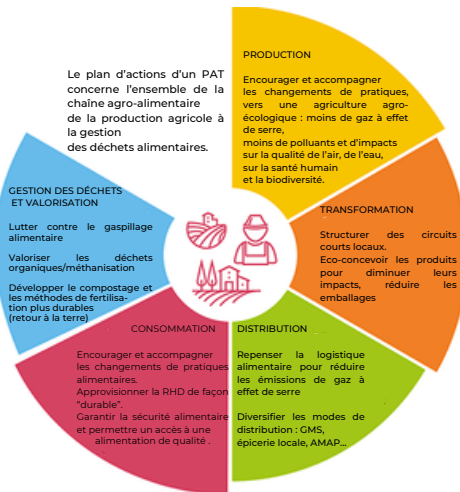 Le plan d'actions d'un PAT
concerne l'ensemble de la
chaîne agro-alimentaire
de la production agricole à
la gestion
des déchets alimentaires.
PRODUCTION
Encourager et accompagner
les changements de pratiques,
vers une agriculture agro-
écologique : moins de gaz à effet
de serre,
moins de polluants et d'impacts
sur la qualité de l'air, de l'eau,
sur la santé humain
et la biodiversité.
TRANSFORMATION
Structurer des circuits
courts locaux.
Eco-concevoir les produits
pour diminuer leurs
impacts, réduire les
emballages
DISTRIBUTION
Repenser la logistique
alimentaire pour réduire
les émissions de gaz à
effet de serre
Diversifier les modes de
distribution : GMS,
épicerie locale, AMAP...
CONSOMMATION
Encourager et accompagner
les changements de pratiques
alimentaires.
Approvisionner la RHD de façon
"durable".
Garantir la sécurité alimentaire
et permettre un accès à une
alimentation de qualité .
GESTION DES DÉCHETS
ET VALORISATION
Lutter contre le gaspillage
alimentaire
Valoriser les déchets
organiques/méthanisation
Développer le compostage et
les méthodes de fertilisa-
tion plus durables
(retour à la terre)